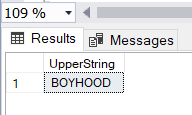 109 %
Results Messages
UpperString
1 BOYHOOD